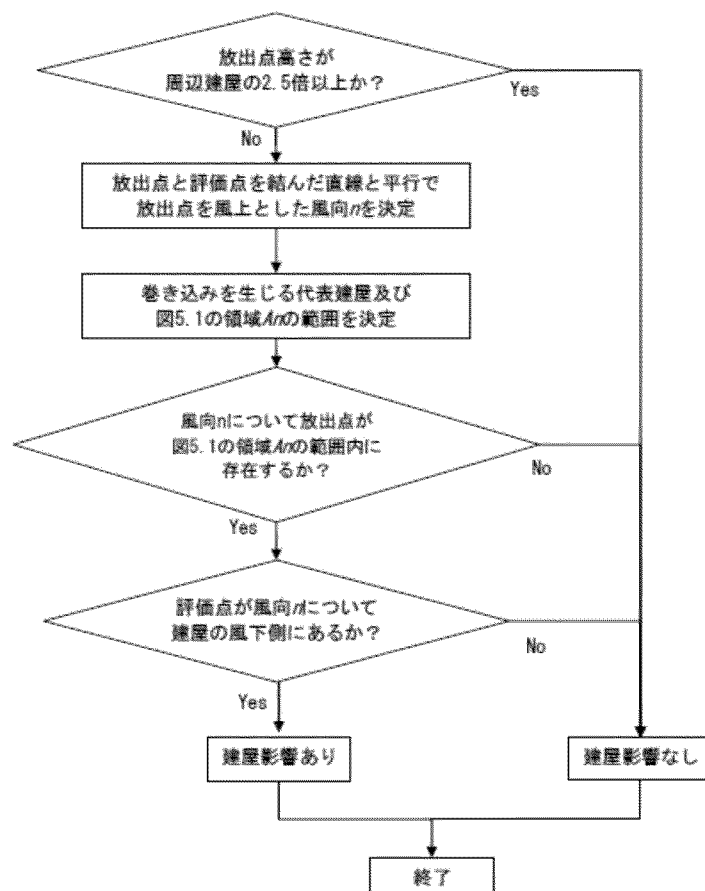 放出点高さが
周辺建屋の2.5倍以上か？
Yes
No
放出点と評価点を結んだ直線と平行で
放出点を風上とした風向nを決定
巻き込みを生じる代表建屋及び
図5.1の領域Anの範囲を決定
風向nについて放出点が
図5.1の領域Anの範囲内に
存在するか？
No
Yes
評価点が風向nについて
建屋の風下側にあるか？
No
Yes
建屋影響あり
建屋影響なし
終了